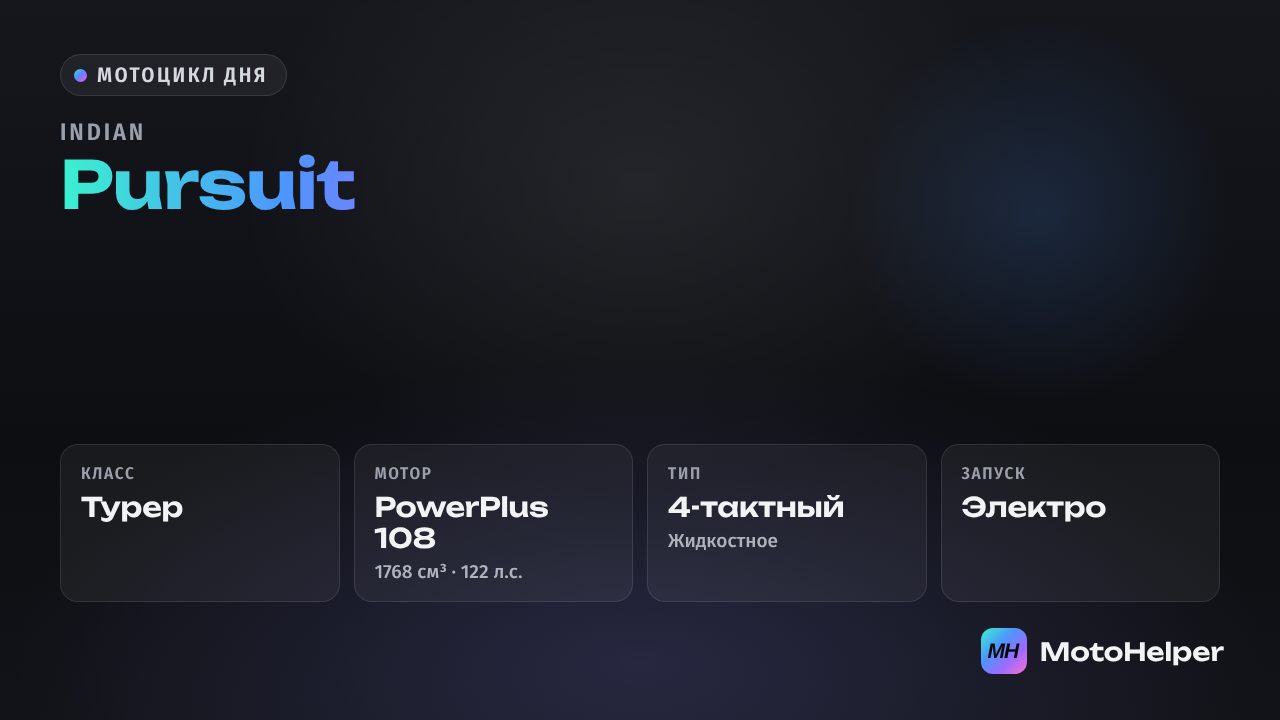 МОТОЦИКЛ ДНЯ
INDIAN
Pursuit
КЛАСС
Турер
МОТОР
PowerPlus
108
1768 см³ · 122 л.с.
ТИП
4-тактный
Жидкостное
ЗАПУСК
Электро
MH MotoHelper